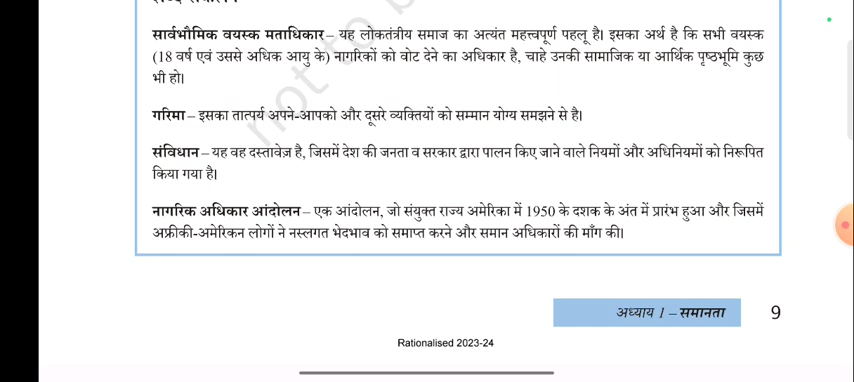 सार्वभौमिक वयस्क मताधिकार – यह लोकतंत्रीय समाज का अत्यंत महत्त्वपूर्ण पहलू है। इसका अर्थ है कि सभी वयस्क
(18 वर्ष एवं उससे अधिक आयु के) नागरिकों को वोट देने का अधिकार है, चाहे उनकी सामाजिक या आर्थिक पृष्ठभूमि कुछ
भी हो।
गरिमा – इसका तात्पर्य अपने-आपको और दूसरे व्यक्तियों को सम्मान योग्य समझने से है।
संविधान – यह वह दस्तावेज़ है, जिसमें देश की जनता व सरकार द्वारा पालन किए जाने वाले नियमों और अधिनियमों को निरूपित
किया गया है।
नागरिक अधिकार आंदोलन – एक आंदोलन, जो संयुक्त राज्य अमेरिका में 1950 के दशक के अंत में प्रारंभ हुआ और जिसमें
अफ्रीकी-अमेरिकन लोगों ने नस्लगत भेदभाव को समाप्त करने और समान अधिकारों की माँग की।
not to b
अध्याय 1 – समानता 9
Rationalised 2023-24